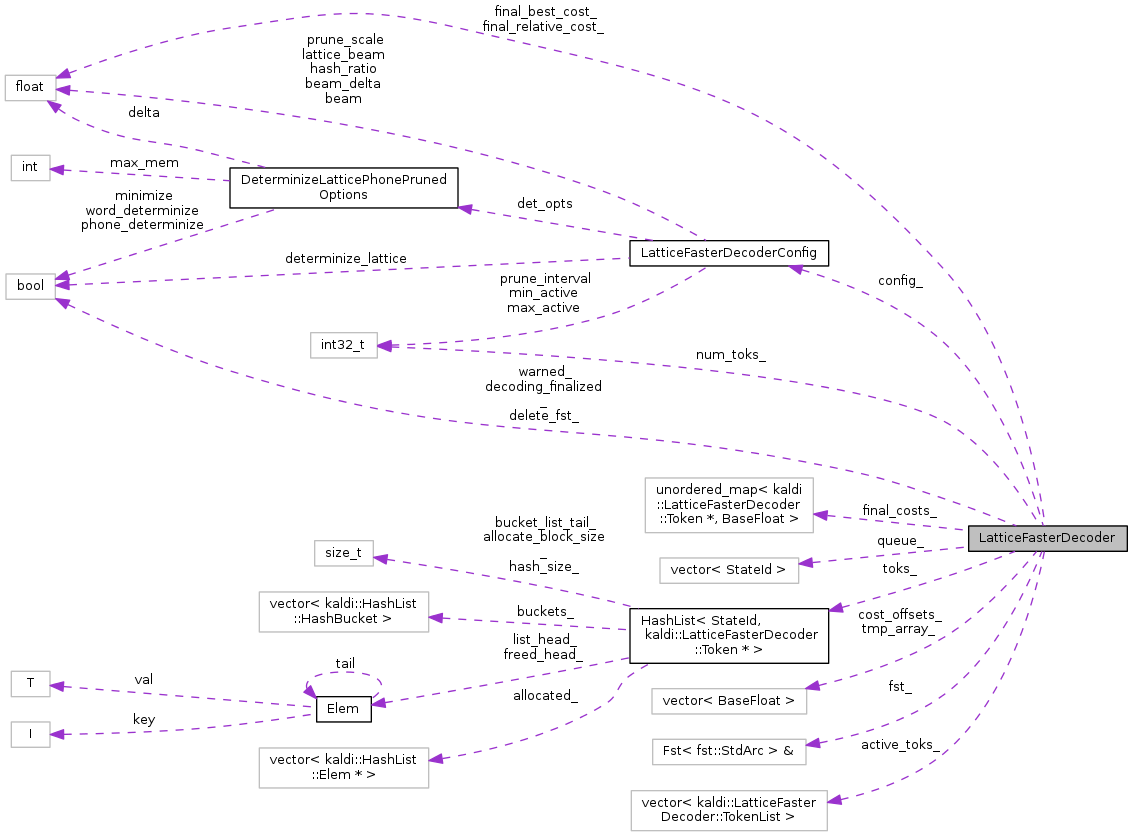 final_best_cost_
final_relative_cost_
prune_scale
lattice_beam
hash_ratio
beam_delta
beam
float
delta
int
max_mem
DeterminizeLatticePhonePruned
Options
minimize
word_determinize
phone_determinize
det_opts
LatticeFasterDecoderConfig
determinize_lattice
bool
prune_interval
min_active
max_active
config_
int32_t
num_toks_
warned_
decoding_finalized
_
delete_fst_
unordered_map< kaldi
::LatticeFasterDecoder
::Token *, BaseFloat >
final_costs_
LatticeFasterDecoder
bucket_list_tail_
allocate_block_size
_
hash_size_
size_t
queue_
vector< StateId >
toks_
vector< kaldi::HashList
::HashBucket >
buckets_
HashList< StateId,
kaldi::LatticeFasterDecoder
::Token * >
list_head_
freed_head_
cost_offsets_
tmp_array_
tail
T
val
Elem
allocated_
vector< BaseFloat >
fst_
I
key
vector< kaldi::HashList
::Elem * >
Fst< fst::StdArc > &
active_toks_
vector< kaldi::LatticeFaster
Decoder::TokenList >